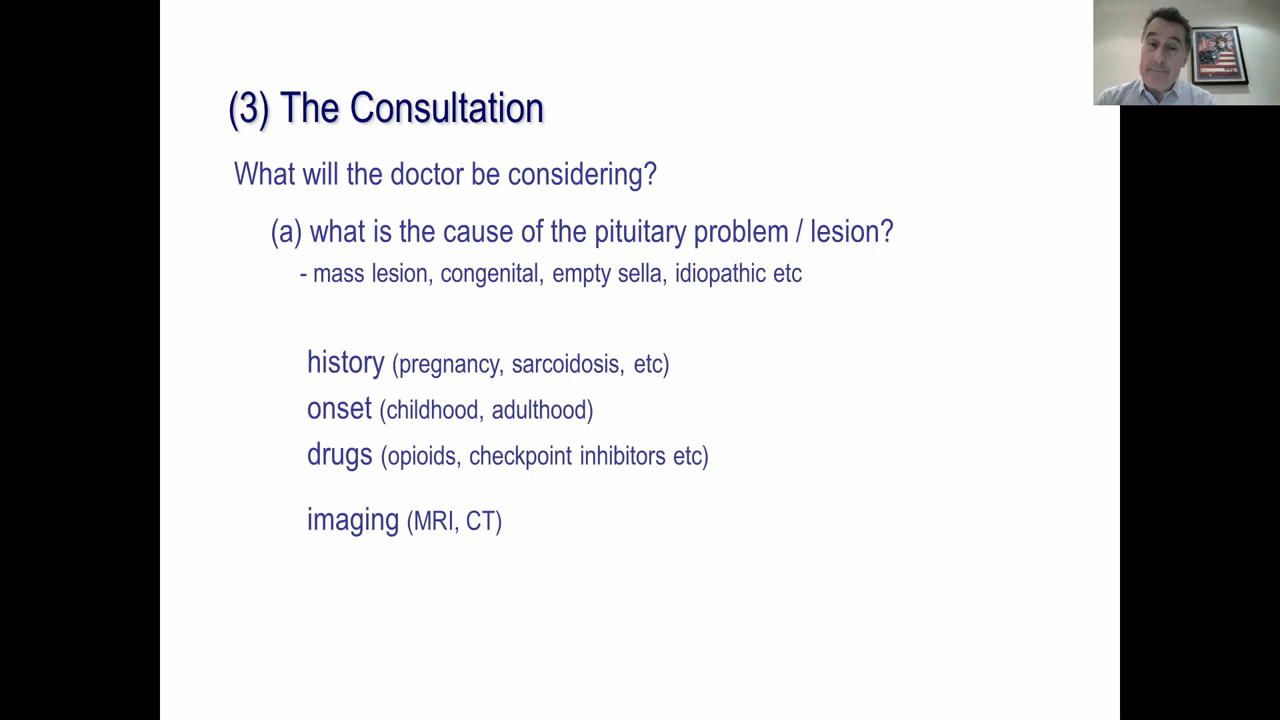 (3) The Consultation
What will the doctor be considering?
(a) what is the cause of the pituitary problem / lesion?
- mass lesion, congenital, empty sella, idiopathic etc
history (pregnancy, sarcoidosis, etc)
onset (childhood, adulthood)
drugs (opioids, checkpoint inhibitors etc)
imaging (MRI, CT)